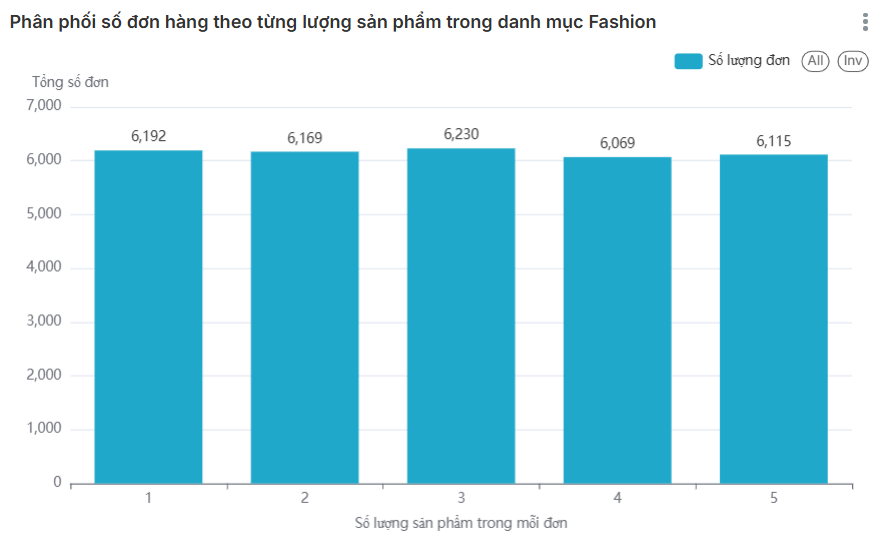 Phân phối số đơn hàng theo từng lượng sản phẩm trong danh mục Fashion
Số lượng đơn All Inv
Tổng số đơn
7,000
6,000
5,000
4,000
3,000
2,000
1,000
0
6,192 6,169 6,230 6,069 6,115
1 2 3 4 5
Số lượng sản phẩm trong mỗi đơn